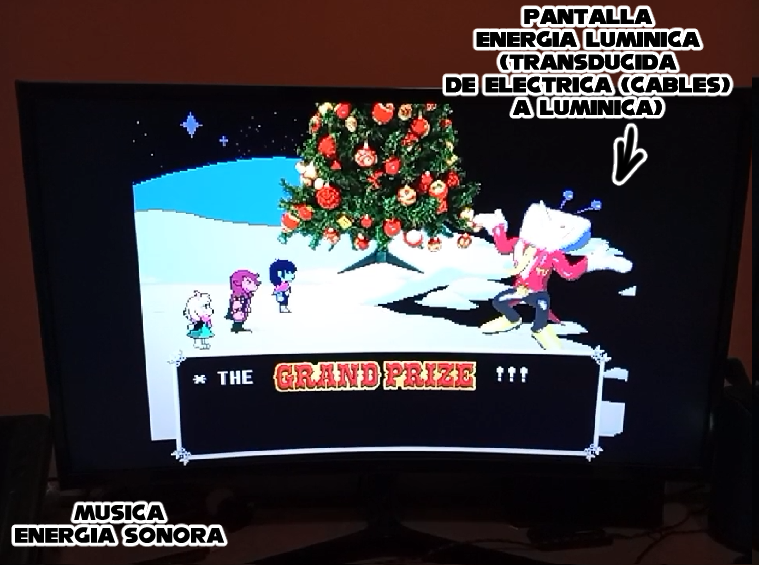 PANTALLA
ENERGIA LUMINICA
(TRANSDUCIDA
DE ELECTRICA (CABLES)
A LUMINICA)
* THE GRAND PRIZE !!!
MUSICA
ENERGIA SONORA